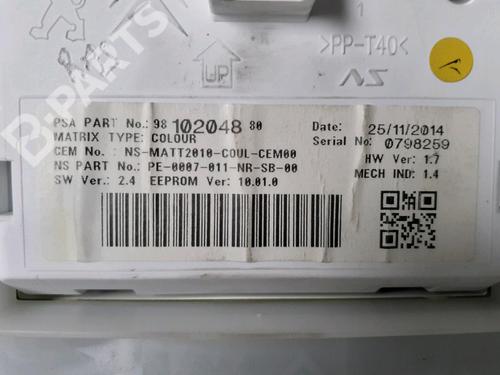 1
>PP-T40<
NS
UP
B-PARTS
PSA PART No.: 98 102048 80
MATRIX TYPE: COLOUR
CEM No. : NS-MATT2010-COUL-CEM00
NS PART No.: PE-0007-011-NR-SB-00
SW Ver.: 2.4 EEPROM Ver.: 10.01.0
Date: 25/11/2014
Serial No: 0798259
HW Ver: 1.7
MECH IND: 1.4